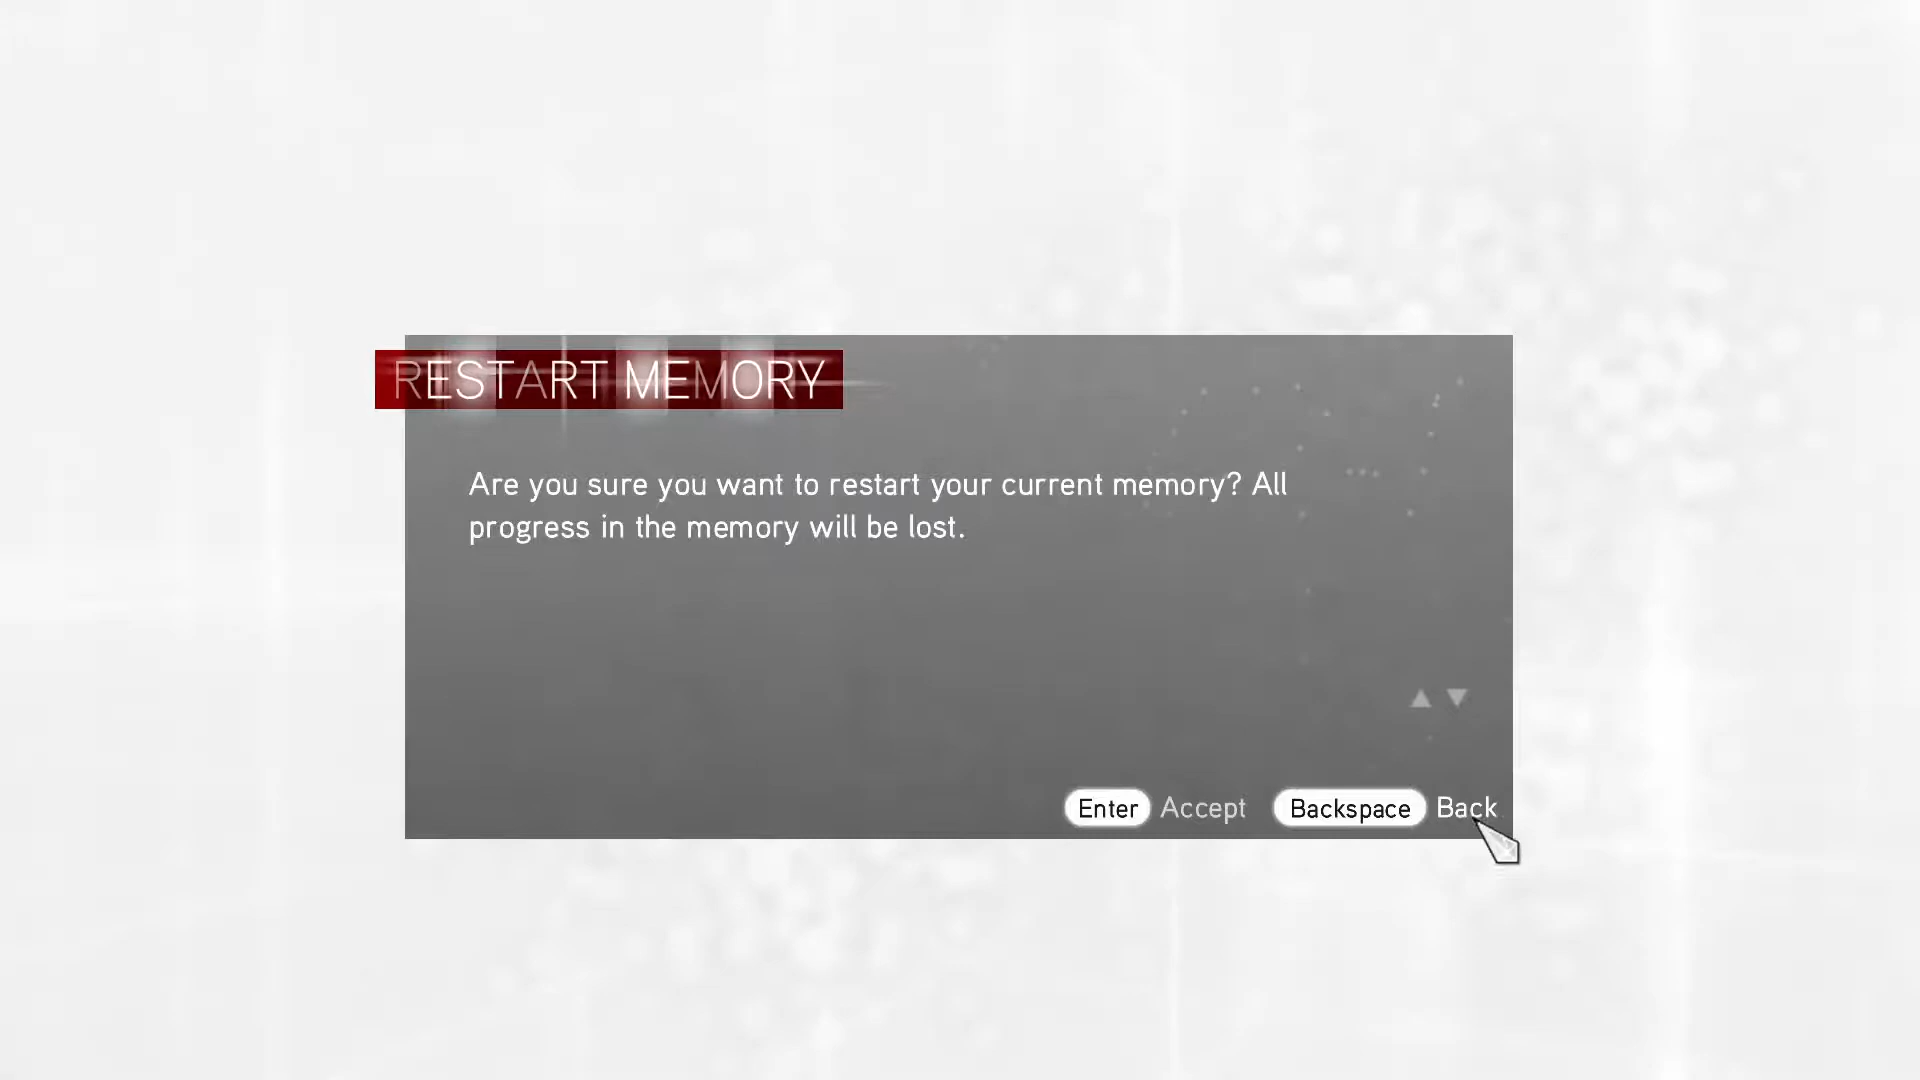 RESTART MEMORY
Are you sure you want to restart your current memory? All
progress in the memory will be lost.
Enter Accept Backspace Back